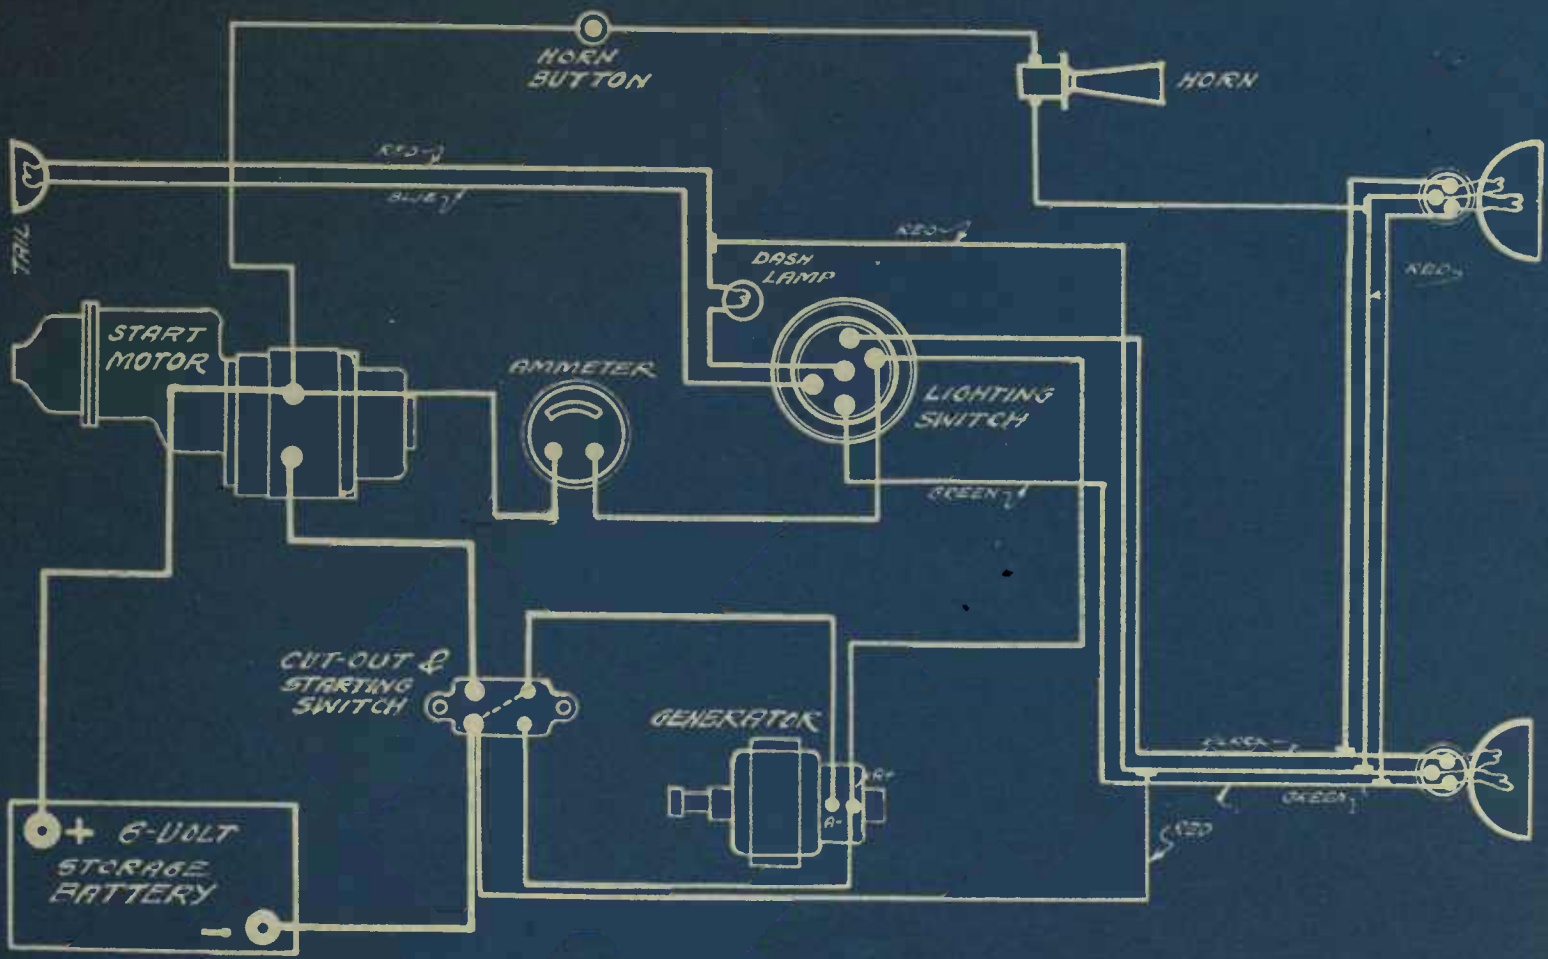 HORN
BUTTON
HORN
RED
BLUE
TAIL
RED
DASH
LAMP
RED
START
MOTOR
AMMETER
LIGHTING
SWITCH
GREEN
CUT-OUT &
STARTING
SWITCH
GENERATOR
A+
A-
GREEN
RED
+ 6-VOLT
STORAGE
BATTERY
-